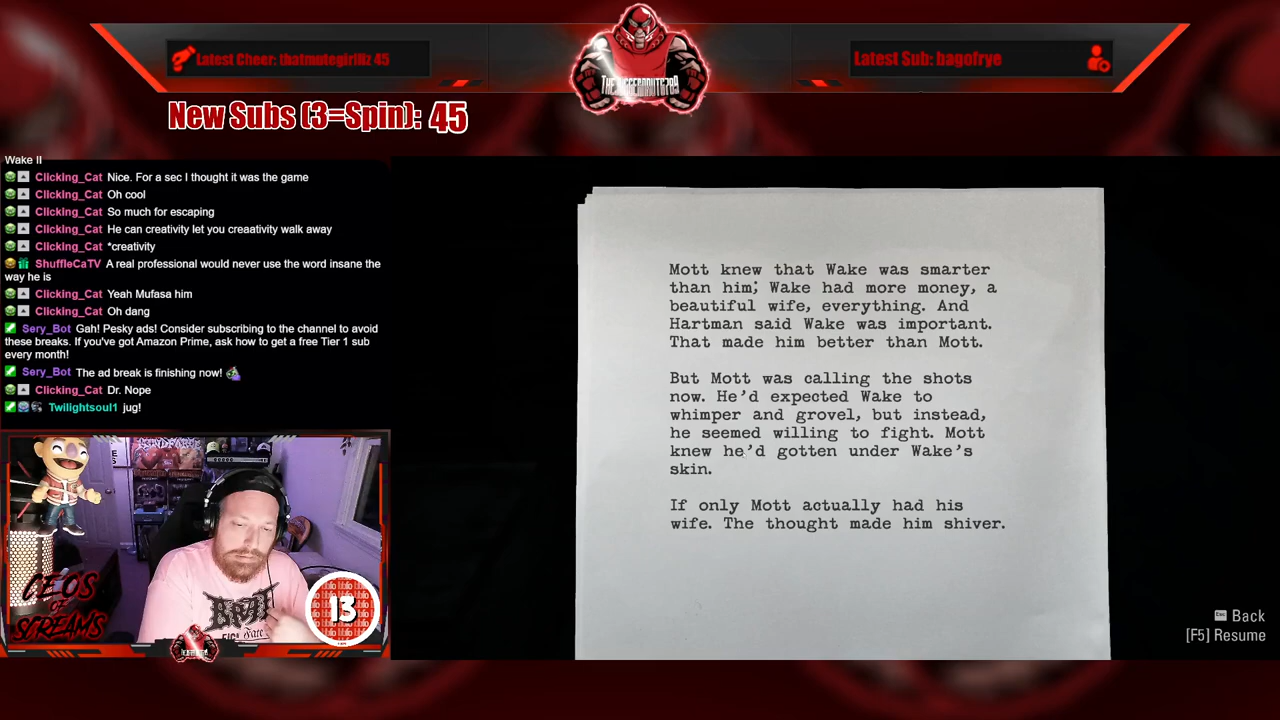 Latest Cheer: thatmutegirlliz 45
THEJUGGERNAUT6789
Latest Sub: bagofrye
New Subs (3=Spin): 45
Wake II
Clicking_Cat Nice. For a sec I thought it was the game
Clicking_Cat Oh cool
Clicking_Cat So much for escaping
Clicking_Cat He can creativity let you creaativity walk away
Clicking_Cat *creativity
ShuffleCaTV A real professional would never use the word insane the
way he is
Clicking_Cat Yeah Mufasa him
Clicking_Cat Oh dang
Sery_Bot Gah! Pesky ads! Consider subscribing to the channel to avoid
these breaks. If you've got Amazon Prime, ask how to get a free Tier 1 sub
every month!
Sery_Bot The ad break is finishing now!
Clicking_Cat Dr. Nope
Twilightsoul1 jug!
Mott knew that Wake was smarter
than him; Wake had more money, a
beautiful wife, everything. And
Hartman said Wake was important.
That made him better than Mott.
But Mott was calling the shots
now. He'd expected Wake to
whimper and grovel, but instead,
he seemed willing to fight. Mott
knew he'd gotten under Wake's
skin.
If only Mott actually had his
wife. The thought made him shiver.
CEOS
OF
SCREAMS
13
Esc Back
[F5] Resume